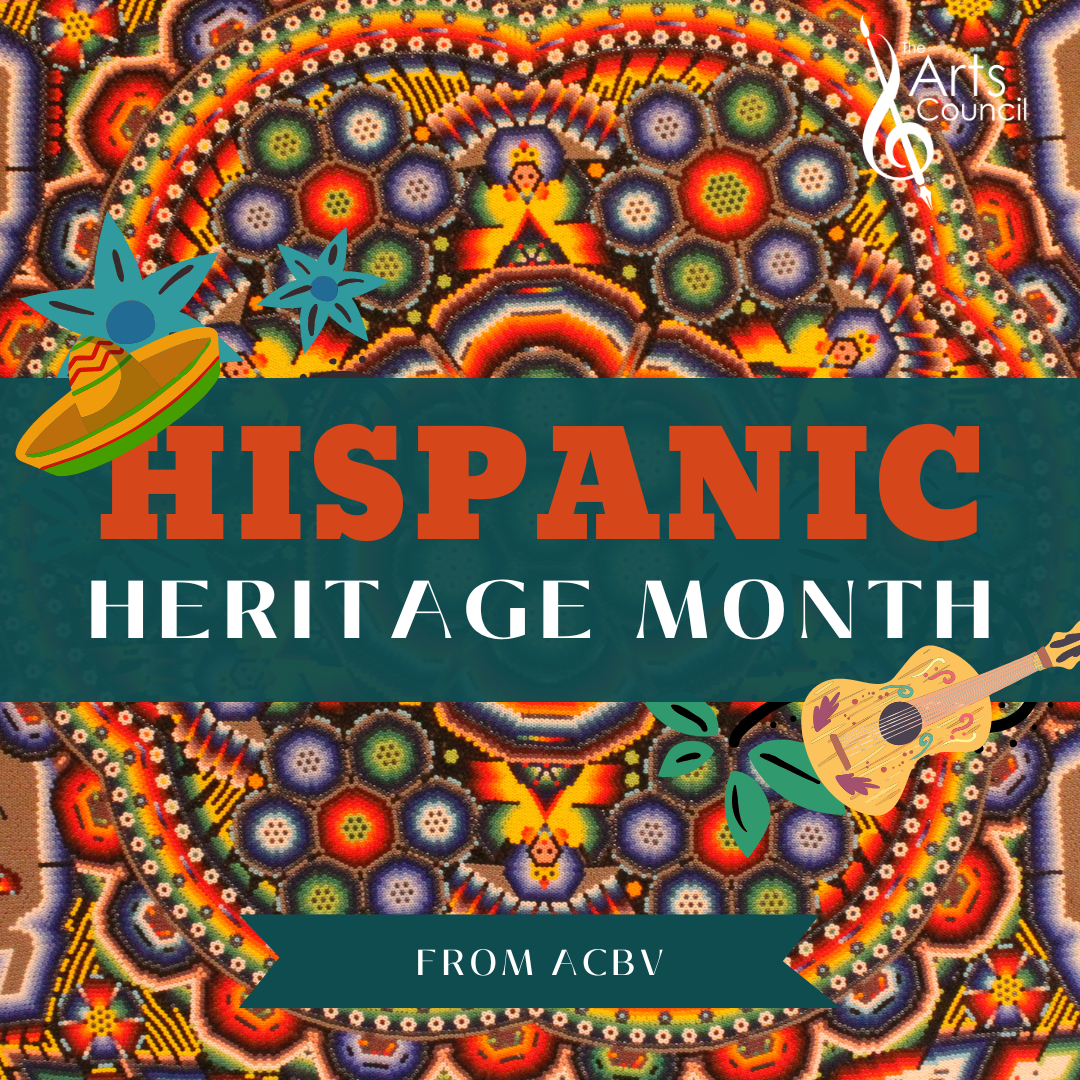 The
Arts
Council
HISPANIC
HERITAGE MONTH
FROM ACBV